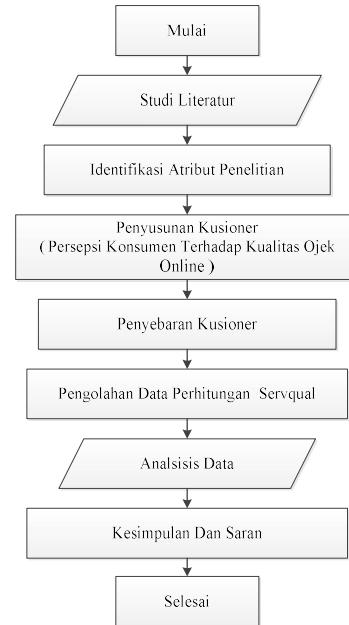 Mulai
Studi Literatur
Identifikasi Atribut Penelitian
Penyusunan Kusioner
( Persepsi Konsumen Terhadap Kualitas Ojek
Online )
Penyebaran Kusioner
Pengolahan Data Perhitungan Servqual
Analsisis Data
Kesimpulan Dan Saran
Selesai